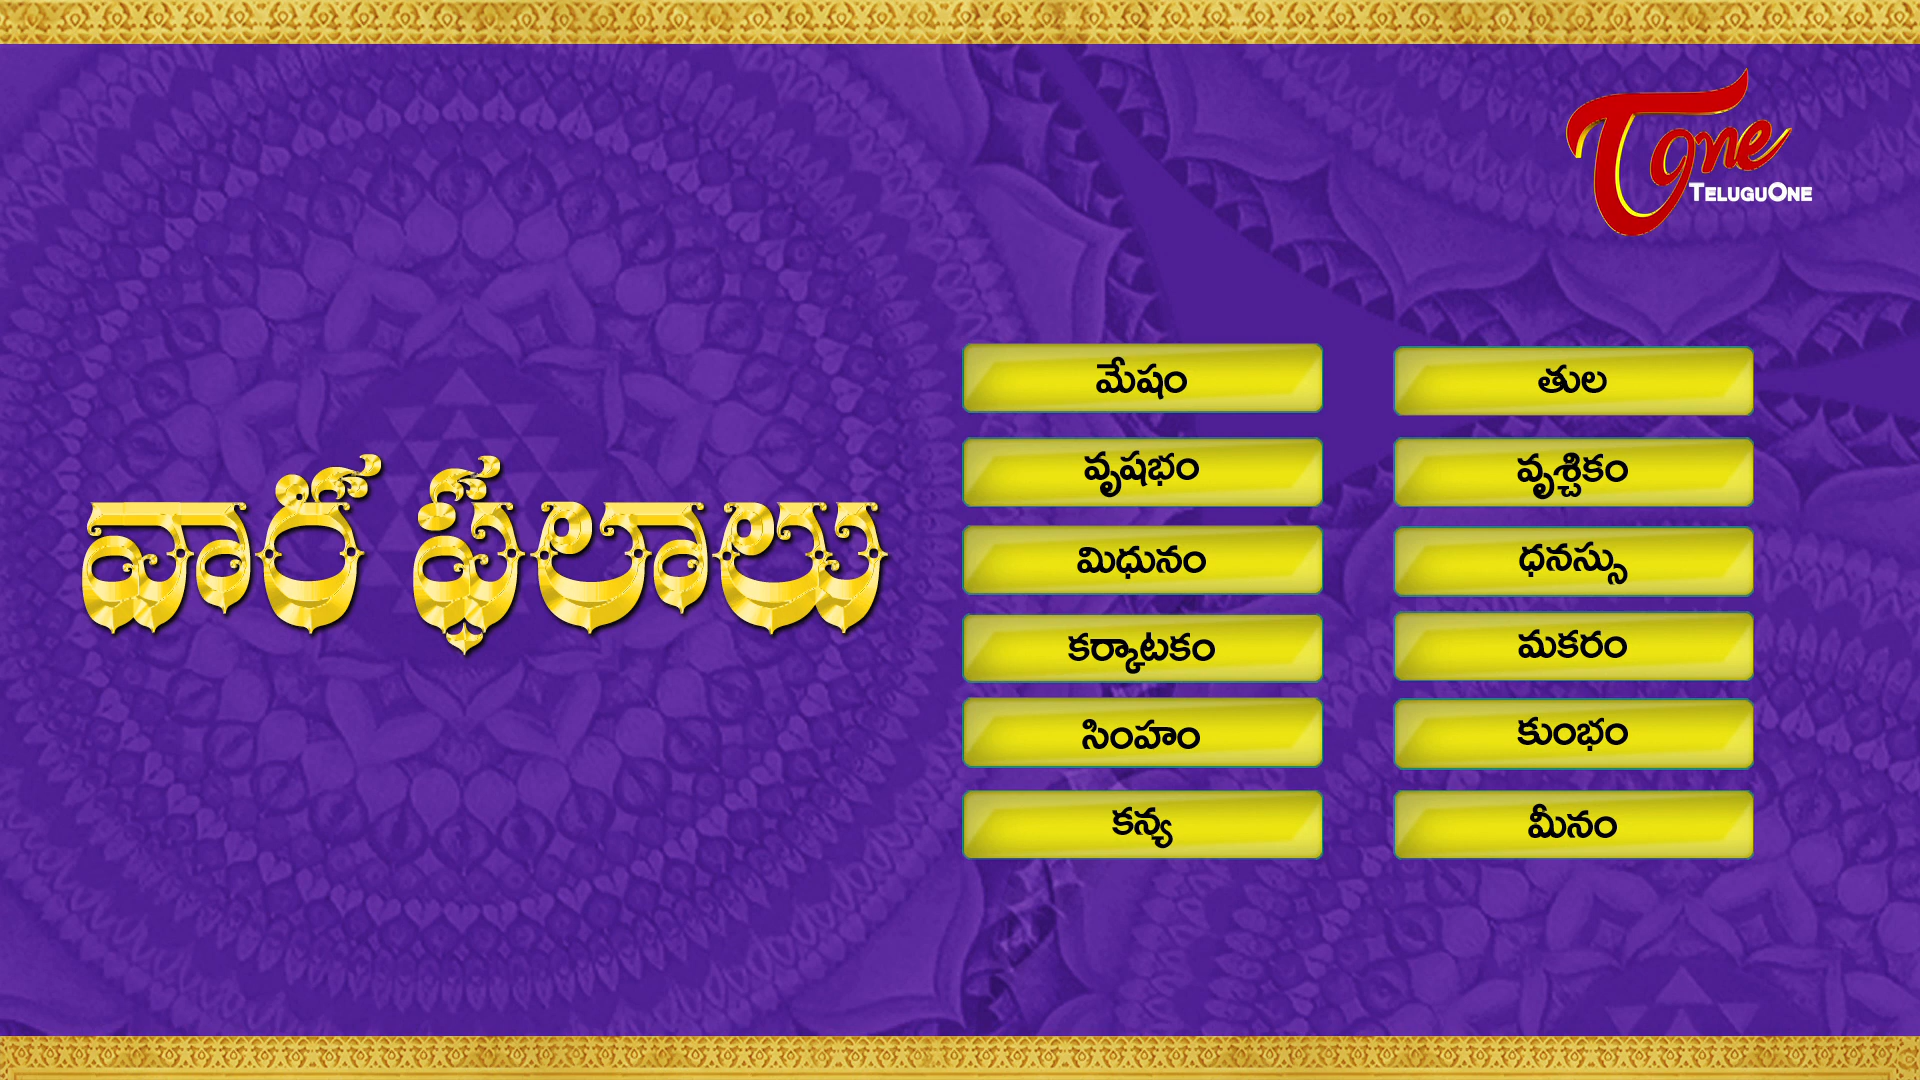 TELUGUONE
వార ఫలాలు
మేషం
వృషభం
మిధునం
కర్కాటకం
సింహం
కన్య
తుల
వృశ్చికం
ధనస్సు
మకరం
కుంభం
మీనం